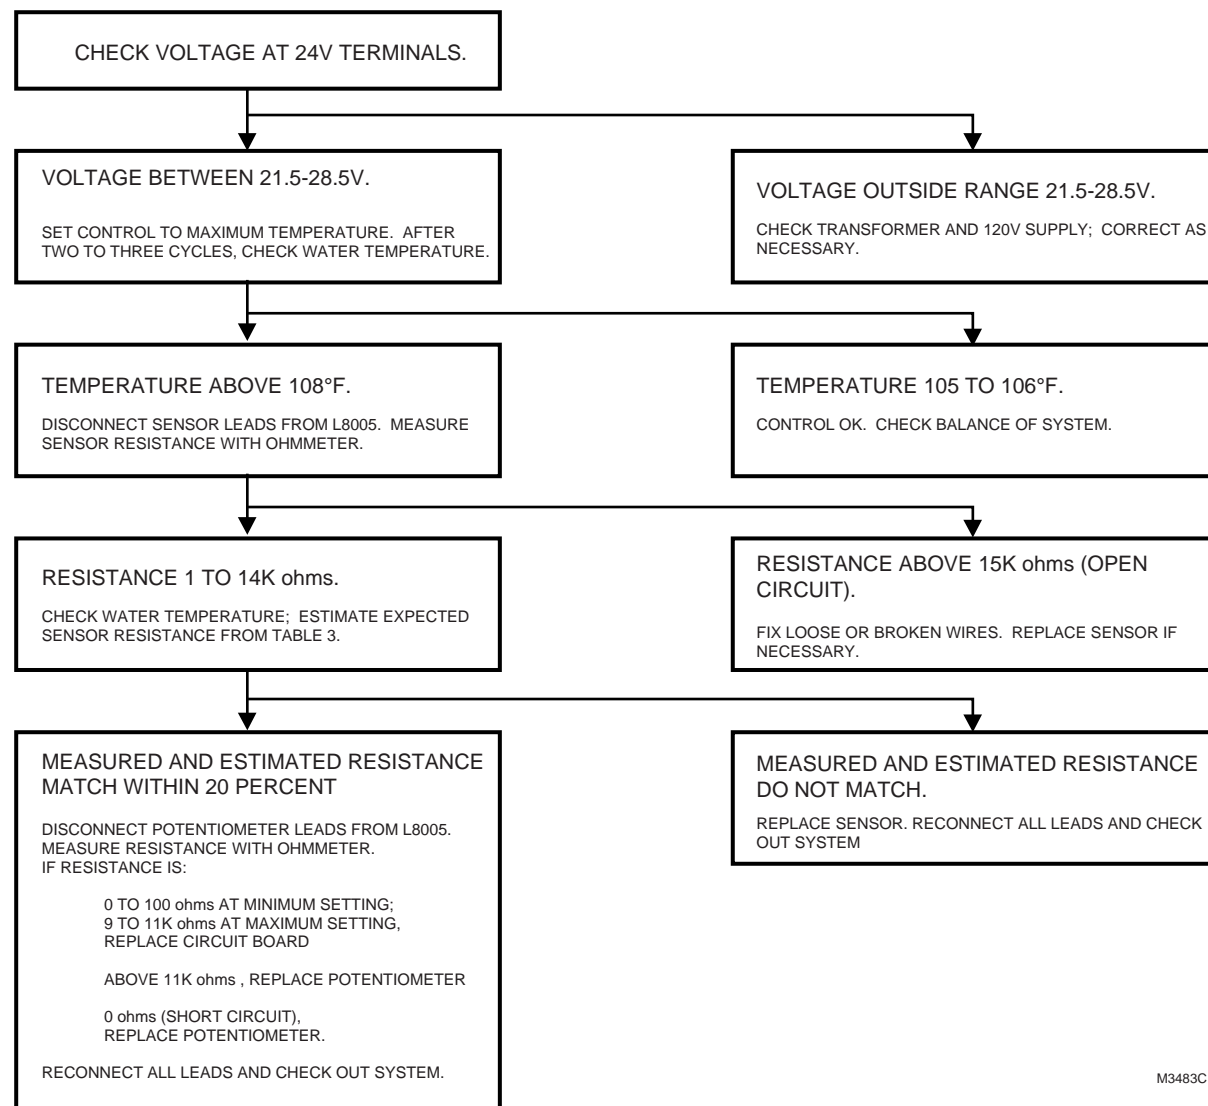 CHECK VOLTAGE AT 24V TERMINALS.
VOLTAGE BETWEEN 21.5-28.5V.
SET CONTROL TO MAXIMUM TEMPERATURE. AFTER
TWO TO THREE CYCLES, CHECK WATER TEMPERATURE.
VOLTAGE OUTSIDE RANGE 21.5-28.5V.
CHECK TRANSFORMER AND 120V SUPPLY; CORRECT AS
NECESSARY.
TEMPERATURE ABOVE 108°F.
DISCONNECT SENSOR LEADS FROM L8005. MEASURE
SENSOR RESISTANCE WITH OHMMETER.
TEMPERATURE 105 TO 106°F.
CONTROL OK. CHECK BALANCE OF SYSTEM.
RESISTANCE 1 TO 14K ohms.
CHECK WATER TEMPERATURE; ESTIMATE EXPECTED
SENSOR RESISTANCE FROM TABLE 3.
RESISTANCE ABOVE 15K ohms (OPEN
CIRCUIT).
FIX LOOSE OR BROKEN WIRES. REPLACE SENSOR IF
NECESSARY.
MEASURED AND ESTIMATED RESISTANCE
MATCH WITHIN 20 PERCENT
DISCONNECT POTENTIOMETER LEADS FROM L8005.
MEASURE RESISTANCE WITH OHMMETER.
IF RESISTANCE IS:
0 TO 100 ohms AT MINIMUM SETTING;
9 TO 11K ohms AT MAXIMUM SETTING,
REPLACE CIRCUIT BOARD
ABOVE 11K ohms , REPLACE POTENTIOMETER
0 ohms (SHORT CIRCUIT),
REPLACE POTENTIOMETER.
RECONNECT ALL LEADS AND CHECK OUT SYSTEM.
MEASURED AND ESTIMATED RESISTANCE
DO NOT MATCH.
REPLACE SENSOR. RECONNECT ALL LEADS AND CHECK
OUT SYSTEM
M3483C